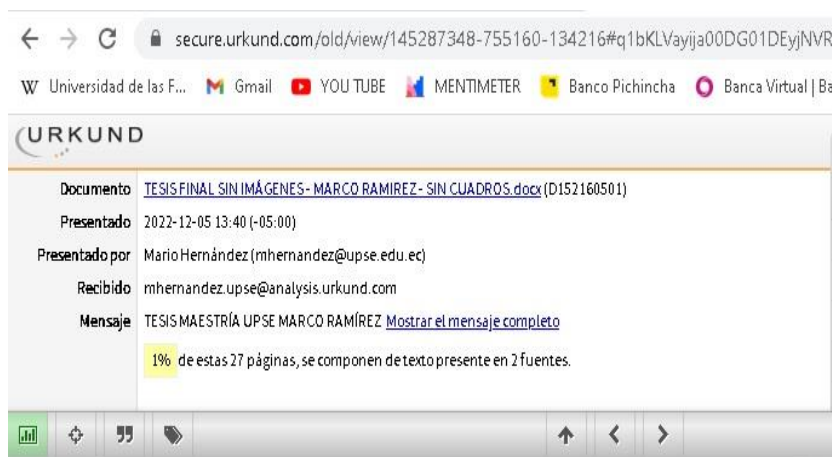 secure.urkund.com/old/view/145287348-755160-134216#q1bKLVayija00DG01DEyjNVR
W Universidad de las F... Gmail YOU TUBE MENTIMETER Banco Pichincha Banca Virtual | Ba
URKUND
Documento TESIS FINAL SIN IMÁGENES- MARCO RAMIREZ- SIN CUADROS.docx (D152160501)
Presentado 2022-12-05 13:40 (-05:00)
Presentado por Mario Hernández (mhernandez@upse.edu.ec)
Recibido mhernandez.upse@analysis.urkund.com
Mensaje TESIS MAESTRÍA UPSE MARCO RAMÍREZ Mostrar el mensaje completo
1% de estas 27 páginas, se componen de texto presente en 2 fuentes.